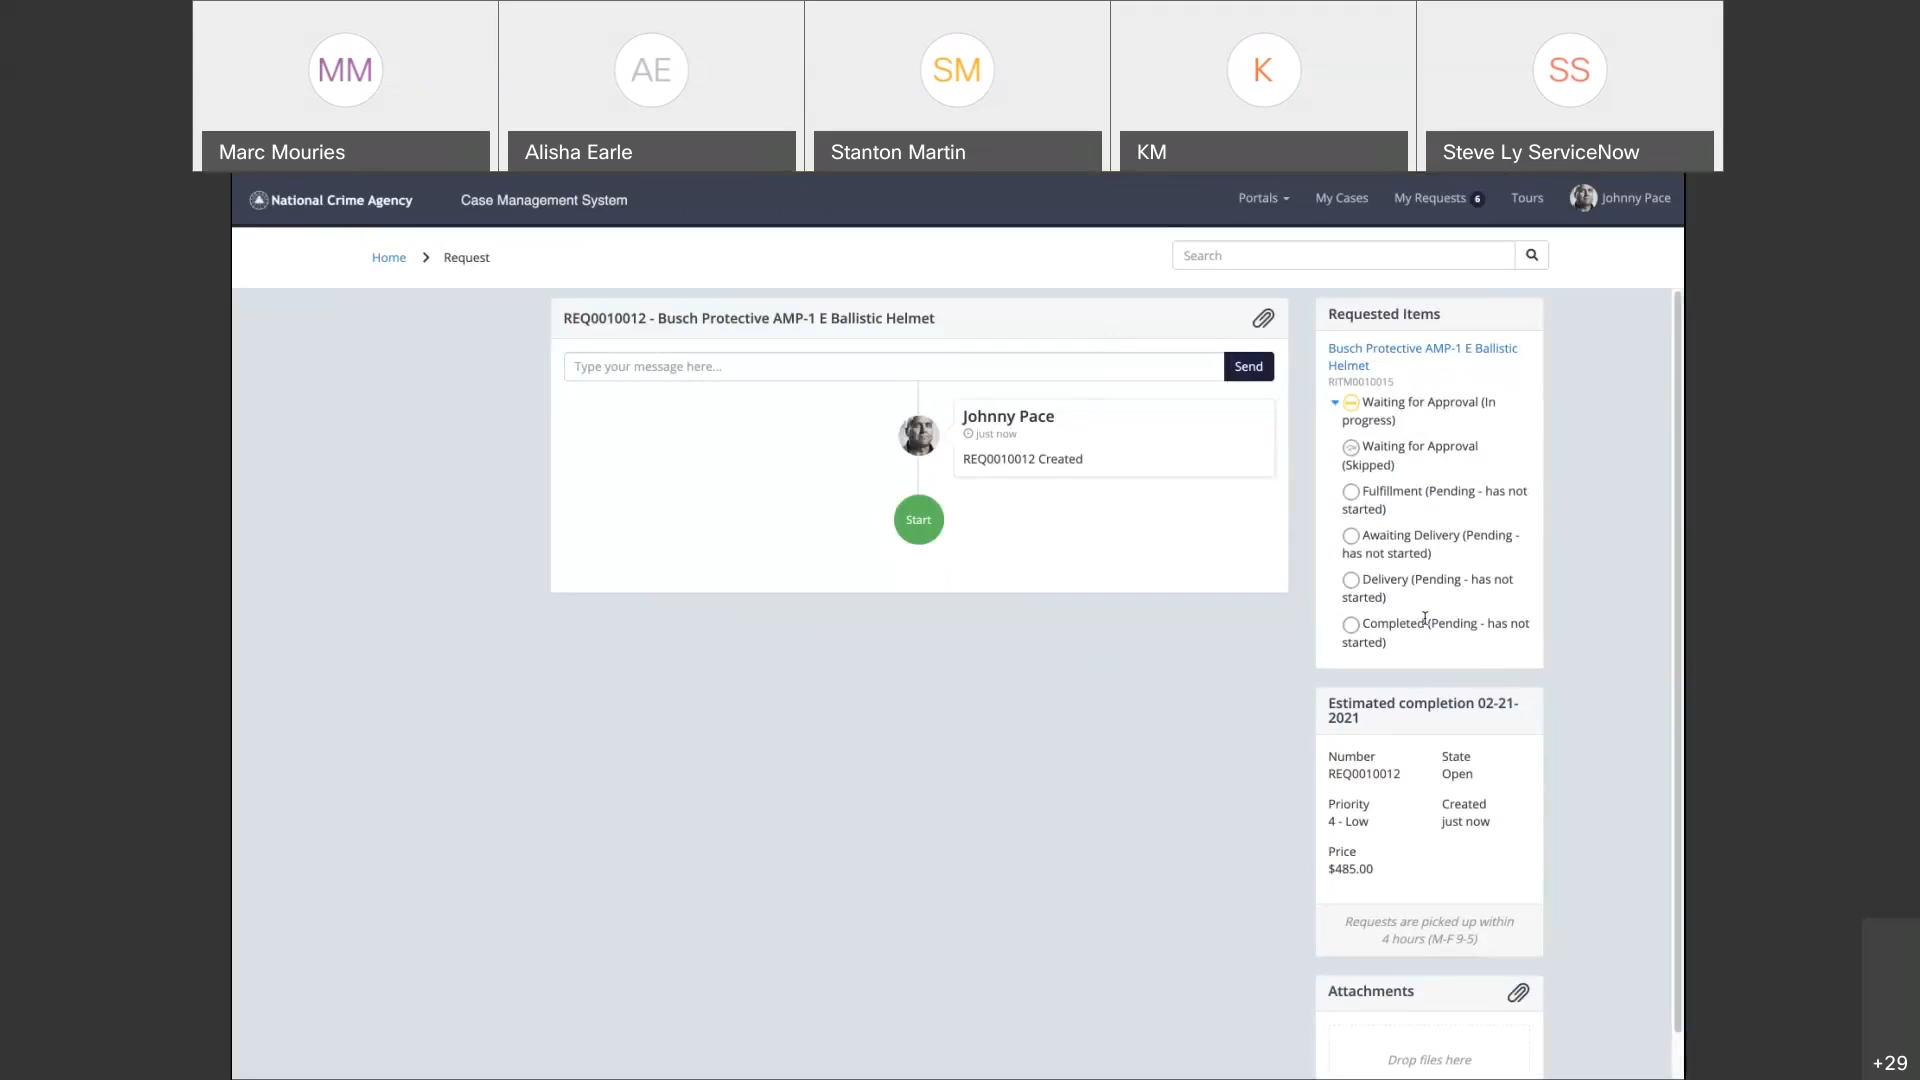 MM
AE
SM
K
SS
Marc Mouries
Alisha Earle
Stanton Martin
KM
Steve Ly ServiceNow
National Crime Agency
Case Management System
Portals
My Cases
My Requests 6
Tours
Johnny Pace
Home > Request
Search
REQ0010012 - Busch Protective AMP-1 E Ballistic Helmet
Type your message here...
Send
Johnny Pace
just now
REQ0010012 Created
Start
Requested Items
Busch Protective AMP-1 E Ballistic
Helmet
RITM0010015
Waiting for Approval (In
progress)
Waiting for Approval
(Skipped)
Fulfillment (Pending - has not
started)
Awaiting Delivery (Pending -
has not started)
Delivery (Pending - has not
started)
Completed (Pending - has not
started)
Estimated completion 02-21-
2021
Number
REQ0010012
State
Open
Priority
4 - Low
Created
just now
Price
$485.00
Requests are picked up within
4 hours (M-F 9-5)
Attachments
Drop files here
+29